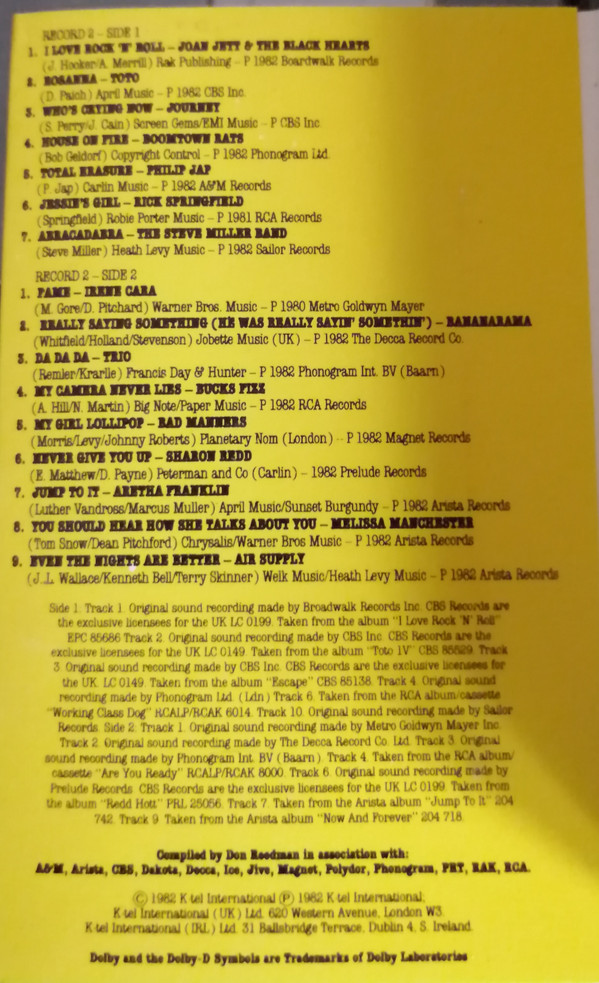 RECORD 2 - SIDE 1
1. I LOVE ROCK 'N' ROLL - JOAN JETT & THE BLACK HEARTS
(J. Hooker/A. Merrill) Rak Publishing - P 1982 Boardwalk Records
2. ROSANNA - TOTO
(D. Paich) April Music - P 1982 CBS Inc.
3. WHO'S CRYING NOW - JOURNEY
(S. Perry/J. Cain) Screen Gems/EMI Music - P CBS Inc
4. HOUSE ON FIRE - BOOMTOWN RATS
(Bob Geldorf) Copyright Control - P 1982 Phonogram Ltd.
5. TOTAL ERASURE - PHILIP JAP
(P. Jap) Carlin Music - P 1982 A&M Records
6. JESSIE'S GIRL - RICK SPRINGFIELD
(Springfield) Robie Porter Music - P 1981 RCA Records
7. ABRACADABRA - THE STEVE MILLER BAND
(Steve Miller) Heath Levy Music - P 1982 Sailor Records
RECORD 2 - SIDE 2
1. FAME - IRENE CARA
(M. Gore/D. Pitchard) Warner Bros. Music - P 1980 Metro Goldwyn Mayer
2. REALLY SAYING SOMETHING (HE WAS REALLY SAYIN' SOMETHIN') - BANANARAMA
(Whitfield/Holland/Stevenson) Jobette Music (UK) - P 1982 The Decca Record Co.
3. DA DA DA - TRIO
(Remler/Krarlle) Francis Day & Hunter - P 1982 Phonogram Int. BV (Baarn)
4. MY CAMERA NEVER LIES - BUCKS FIZZ
(A. Hill/N. Martin) Big Note/Paper Music - P 1982 RCA Records
5. MY GIRL LOLLIPOP - BAD MANNERS
(Morris/Levy/Johnny Roberts) Planetary Nom (London) - P 1982 Magnet Records
6. NEVER GIVE YOU UP - SHARON REDD
(E. Matthew/D. Payne) Peterman and Co (Carlin) - 1982 Prelude Records
7. JUMP TO IT - ARETHA FRANKLIN
(Luther Vandross/Marcus Muller) April Music/Sunset Burgundy - P 1982 Arista Records
8. YOU SHOULD HEAR HOW SHE TALKS ABOUT YOU - MELISSA MANCHESTER
(Tom Snow/Dean Pitchford) Chrysalis/Warner Bros Music - P 1982 Arista Records
9. EVEN THE NIGHTS ARE BETTER - AIR SUPPLY
(J.L. Wallace/Kenneth Bell/Terry Skinner) Welk Music/Heath Levy Music - P 1982 Arista Records
Side 1. Track 1. Original sound recording made by Broadwalk Records Inc. CBS Records are
the exclusive licensees for the UK LC 0199. Taken from the album "I Love Rock 'N' Roll"
EPC 85686 Track 2. Original sound recording made by CBS Inc. CBS Records are the
exclusive licensees for the UK LC 0149. Taken from the album "Toto 1V" CBS 85529. Track
3. Original sound recording made by CBS Inc. CBS Records are the exclusive licensees for
the UK. LC 0149. Taken from the album "Escape" CBS 85138. Track 4. Original sound
recording made by Phonogram Ltd. (Ldn) Track 6. Taken from the RCA album/cassette
"Working Class Dog" RCALP/RCAK 6014. Track 10. Original sound recording made by Sailor
Records. Side 2. Track 1. Original sound recording made by Metro Goldwyn Mayer Inc.
Track 2. Original sound recording made by The Decca Record Co. Ltd. Track 3. Original
sound recording made by Phonogram Int. BV (Baarn) Track 4. Taken from the RCA album/
cassette "Are You Ready" RCALP/RCAK 8000. Track 6. Original sound recording made by
Prelude Records. CBS Records are the exclusive licensees for the UK LC 0199. Taken from
the album "Redd Hott" PRL 25056. Track 7. Taken from the Arista album "Jump To It" 204
742. Track 9. Taken from the Arista album "Now And Forever" 204 718.
Compiled by Don Reedman in association with:
A&M, Arista, CBS, Dakota, Decca, Ice, Jive, Magnet, Polydor, Phonogram, PRT, RAK, RCA.
© 1982 K-tel International ℗ 1982 K-tel International.
K-tel International (UK) Ltd. 620 Western Avenue, London W3.
K-tel International (IRL) Ltd. 31 Ballsbridge Terrace, Dublin 4, S. Ireland.
Dolby and the Dolby-D Symbols are Trademarks of Dolby Laboratories